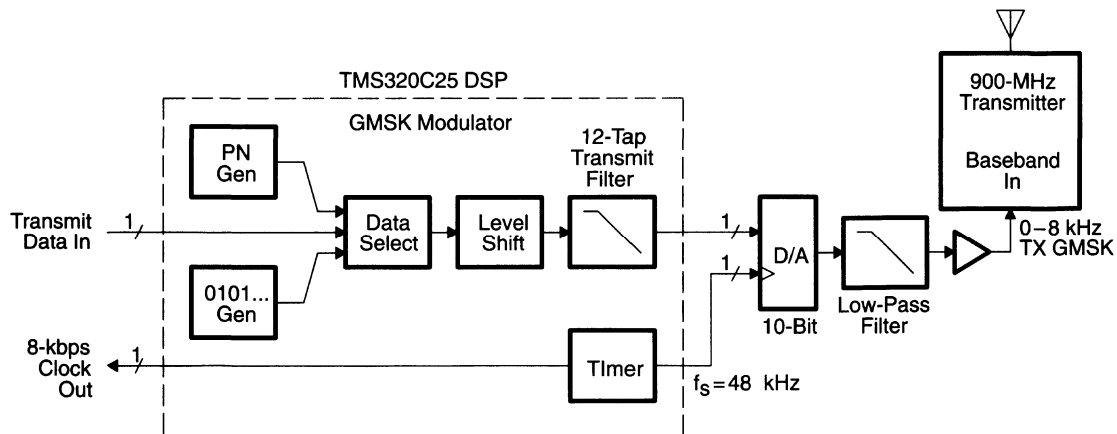 TMS320C25 DSP
GMSK Modulator
PN
Gen
12-Tap
Transmit
Filter
900-MHz
Transmitter
Baseband
In
Transmit
Data In
1
Data
Select
Level
Shift
1
1
D/A
10-Bit
Low-Pass
Filter
0–8 kHz
TX GMSK
0101...
Gen
8-kbps
Clock
Out
1
TImer
fs=48 kHz